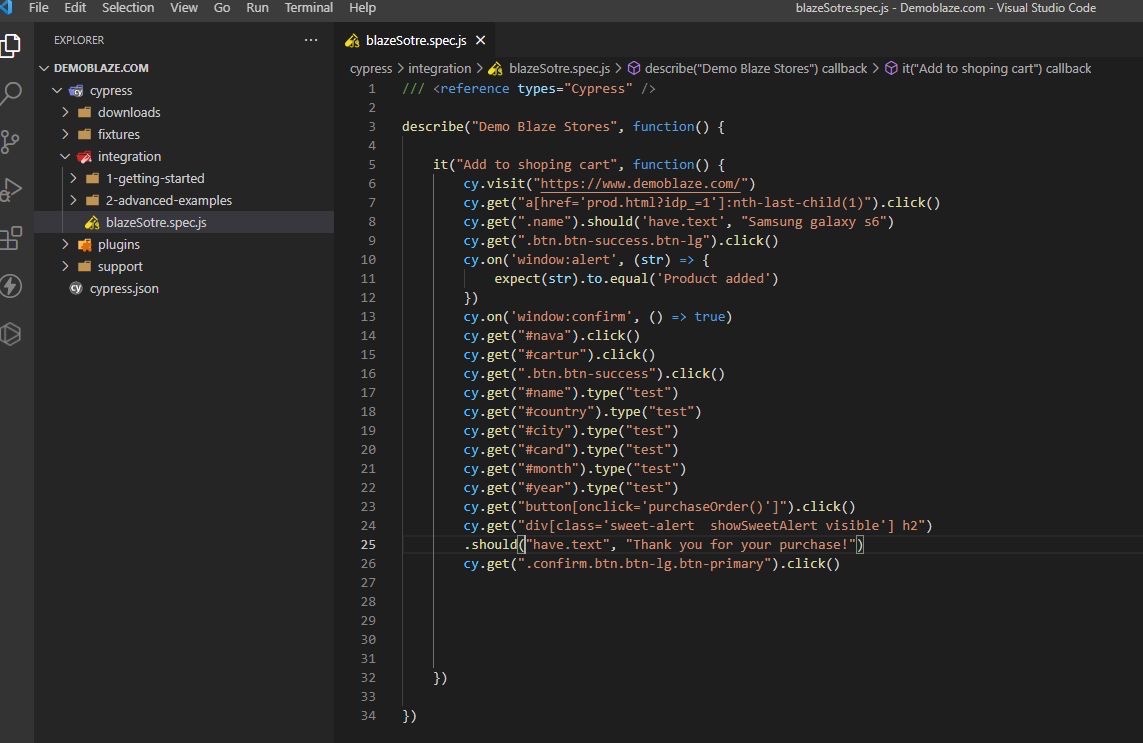 File Edit Selection View Go Run Terminal Help
blazeSotre.spec.js - Demoblaze.com - Visual Studio Code
EXPLORER
DEMOBLAZE.COM
cypress
downloads
fixtures
integration
1-getting-started
2-advanced-examples
blazeSotre.spec.js
plugins
support
cypress.json
blazeSotre.spec.js
cypress > integration > blazeSotre.spec.js > describe("Demo Blaze Stores") callback > it("Add to shoping cart") callback
1 /// <reference types="Cypress" />
2
3 describe("Demo Blaze Stores", function() {
4
5 it("Add to shoping cart", function() {
6 cy.visit("https://www.demoblaze.com/")
7 cy.get("a[href='prod.html?idp_=1']:nth-last-child(1)").click()
8 cy.get(".name").should('have.text', "Samsung galaxy s6")
9 cy.get(".btn.btn-success.btn-lg").click()
10 cy.on('window:alert', (str) => {
11 expect(str).to.equal('Product added')
12 })
13 cy.on('window:confirm', () => true)
14 cy.get("#nava").click()
15 cy.get("#cartur").click()
16 cy.get(".btn.btn-success").click()
17 cy.get("#name").type("test")
18 cy.get("#country").type("test")
19 cy.get("#city").type("test")
20 cy.get("#card").type("test")
21 cy.get("#month").type("test")
22 cy.get("#year").type("test")
23 cy.get("button[onclick='purchaseOrder()']").click()
24 cy.get("div[class='sweet-alert  showSweetAlert visible'] h2")
25 .should("have.text", "Thank you for your purchase!")
26 cy.get(".confirm.btn.btn-lg.btn-primary").click()
27
28
29
30
31
32 })
33
34 })